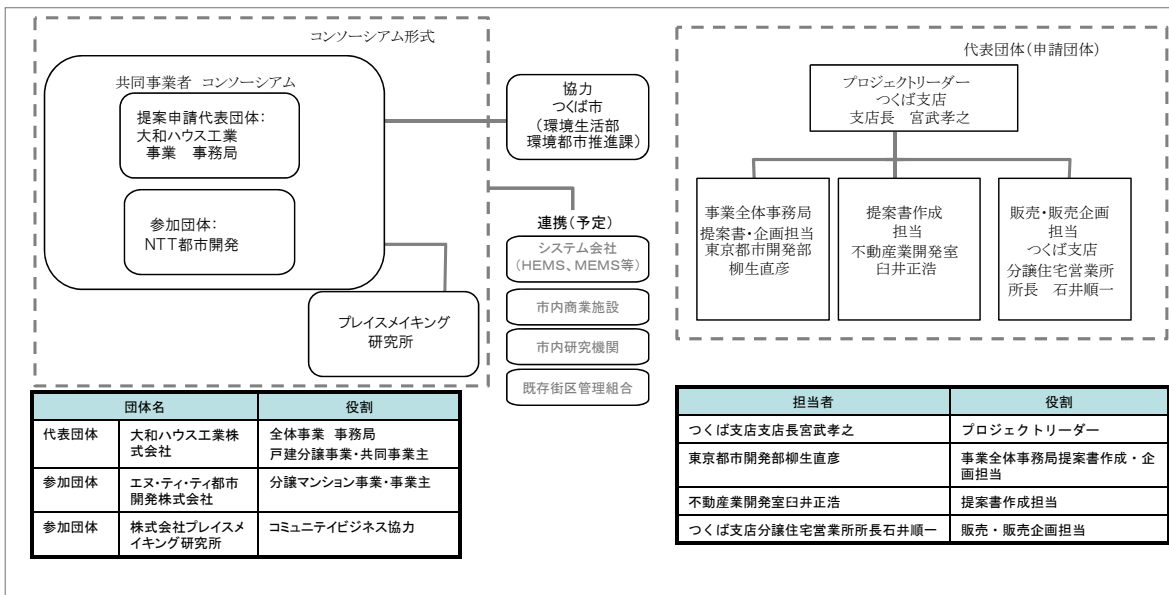 コンソーシアム形式
共同事業者 コンソーシアム
提案申請代表団体：
大和ハウス工業
事業 事務局
参加団体：
NTT都市開発
プレイスメイキング
研究所
協力
つくば市
（環境生活部
環境都市推進課）
連携（予定）
システム会社
（HEMS、MEMS等）
市内商業施設
市内研究機関
既存街区管理組合
代表団体（申請団体）
プロジェクトリーダー
つくば支店
支店長 宮武孝之
事業全体事務局
提案書・企画担当
東京都市開発部
柳生直彦
提案書作成
担当
不動産業開発室
臼井正浩
販売・販売企画
担当
つくば支店
分譲住宅営業所
所長 石井順一
団体名 役割
代表団体 大和ハウス工業株
式会社 全体事業 事務局
戸建分譲事業・共同事業主
参加団体 エヌ・ティ・ティ都市
開発株式会社 分譲マンション事業・事業主
参加団体 株式会社プレイスメ
イキング研究所 コミュニテイビジネス協力
担当者 役割
つくば支店支店長宮武孝之 プロジェクトリーダー
東京都市開発部柳生直彦 事業全体事務局提案書作成・企
画担当
不動産業開発室臼井正浩 提案書作成担当
つくば支店分譲住宅営業所所長石井順一 販売・販売企画担当